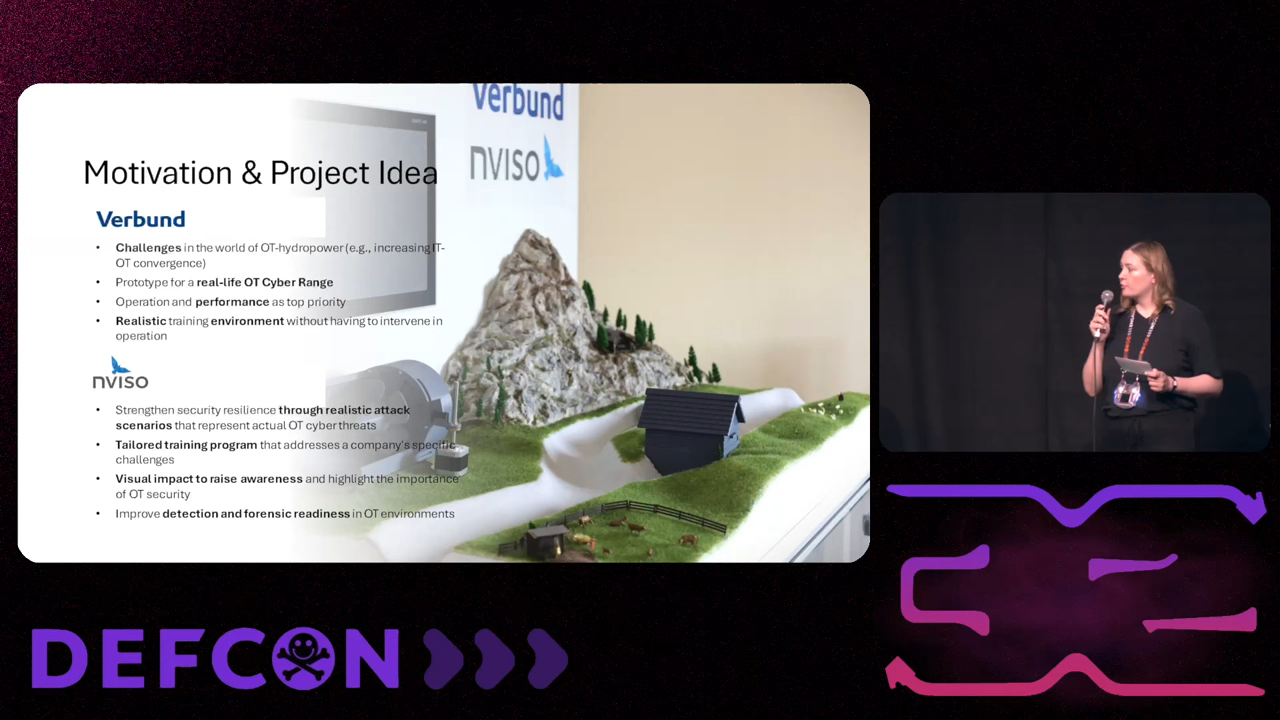 Verbund
nviso
Motivation & Project Idea
Verbund
• Challenges in the world of OT-hydropower (e.g., increasing IT-
OT convergence)
• Prototype for a real-life OT Cyber Range
• Operation and performance as top priority
• Realistic training environment without having to intervene in
operation
nviso
• Strengthen security resilience through realistic attack
scenarios that represent actual OT cyber threats
• Tailored training program that addresses a company's specific
challenges
• Visual impact to raise awareness and highlight the importance
of OT security
• Improve detection and forensic readiness in OT environments
DEFCON